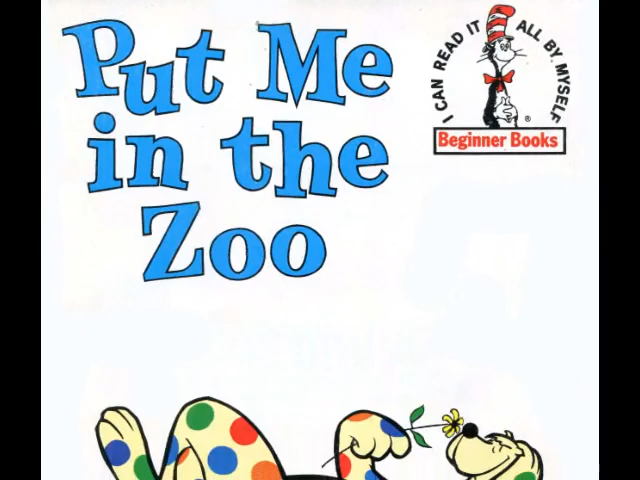 Put Me
in the
Zoo
I CAN READ IT ALL BY MYSELF
®
Beginner Books